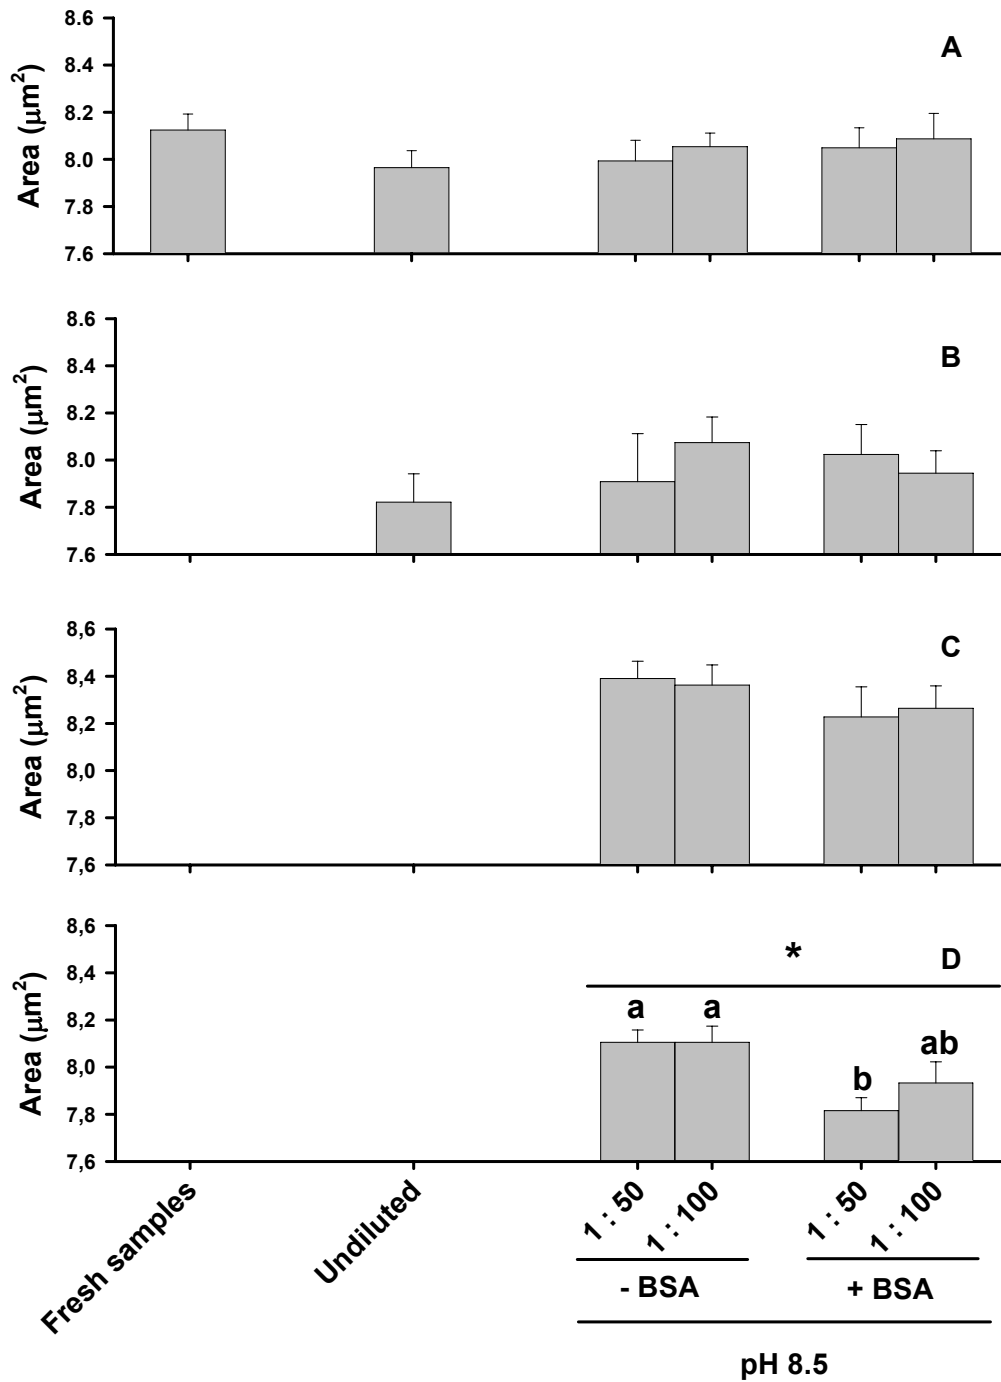 A
Area (μm²)
8.6
8.4
8.2
8.0
7.8
7.6
B
Area (μm²)
8.6
8.4
8.2
8.0
7.8
7.6
C
Area (μm²)
8,6
8,4
8,2
8,0
7,8
7,6
D
Area (μm²)
8,6
8,4
8,2
8,0
7,8
7,6
*
a a b ab
Fresh samples
Undiluted
1 : 50
1 : 100
1 : 50
1 : 100
- BSA
+ BSA
pH 8.5